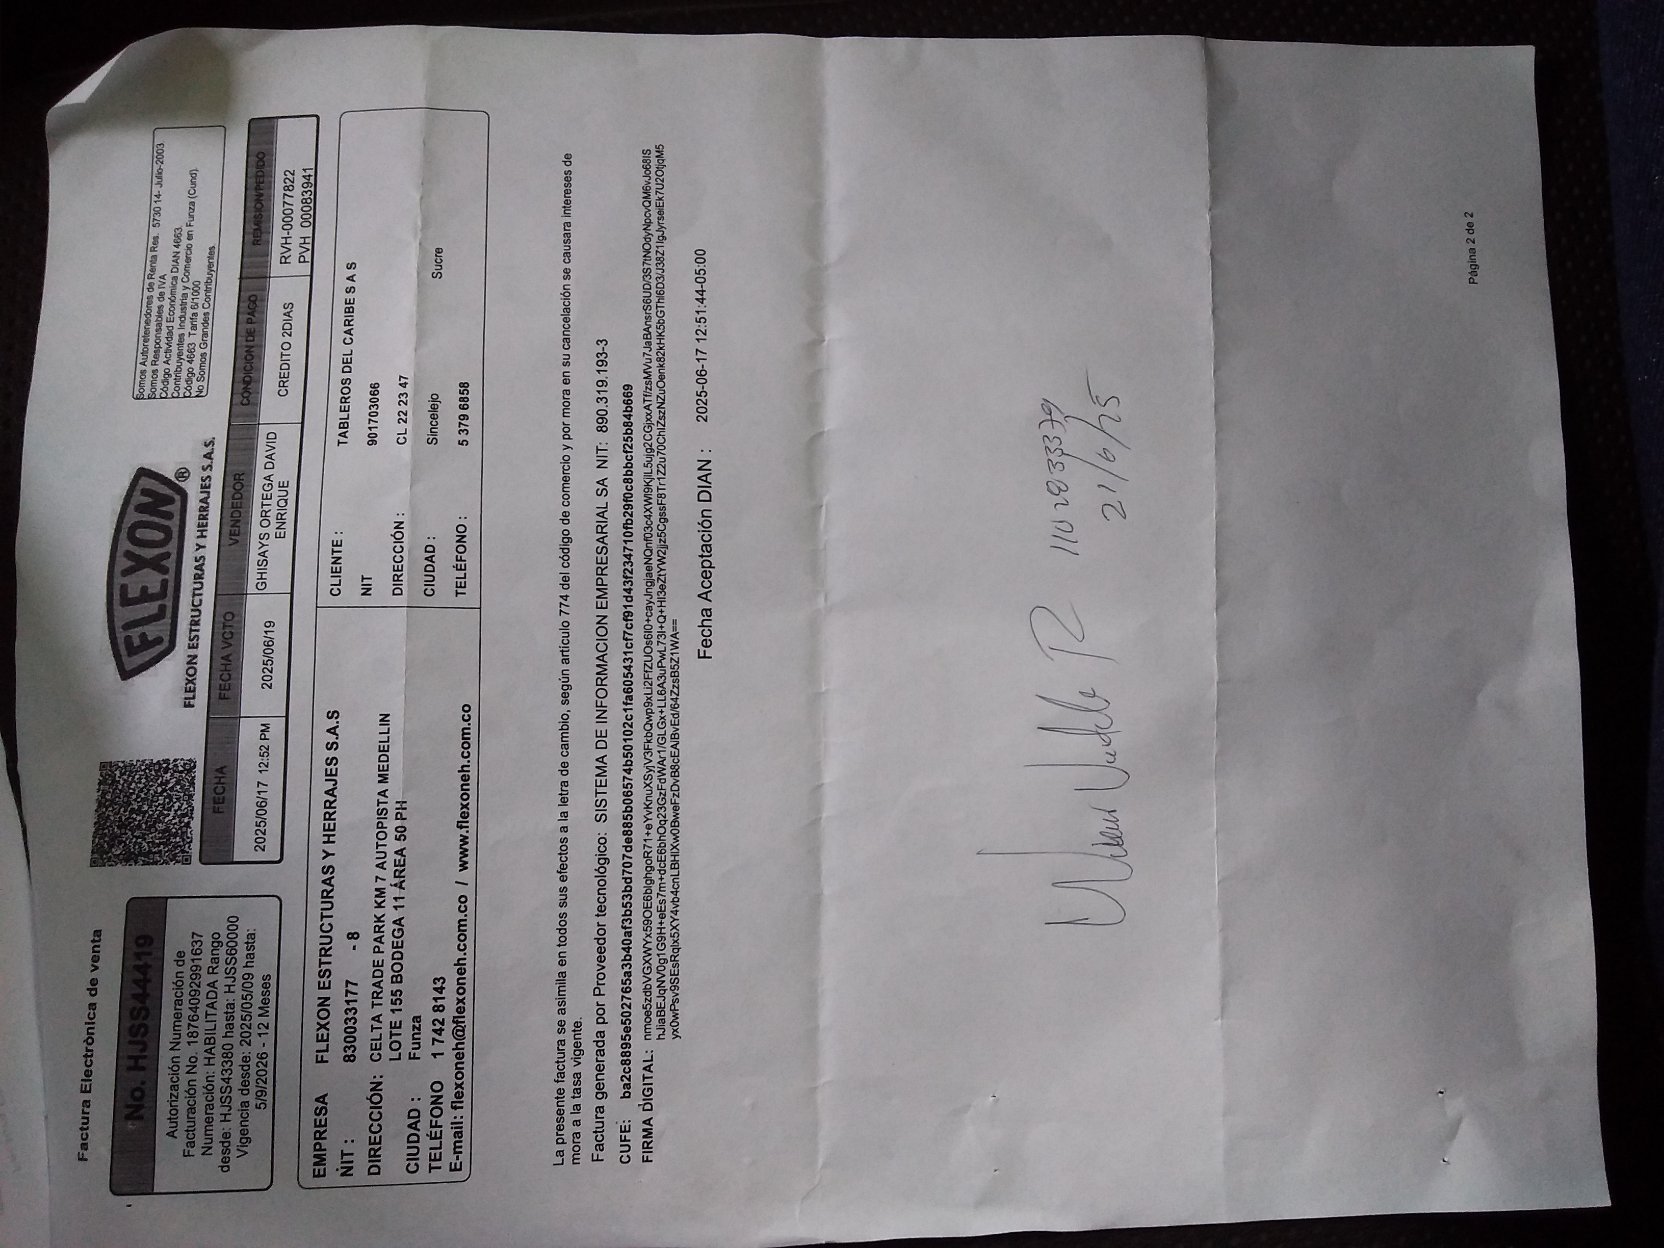 Factura Electrònica de venta
No. HJSS44419
Autorización Numeración de
Facturación No. 18764092991637
Numeración: HABILITADA Rango
desde: HJSS43380 hasta: HJSS60000
Vigencia desde: 2025/05/09 hasta:
5/9/2026 - 12 Meses
FLEXON
®
FLEXON ESTRUCTURAS Y HERRAJES S.A.S.
Somos Autoretenedores de Renta Res. 5730 14- Julio-2003
Somos Responsables de IVA
Código Actividad Económica DIAN 4663.
Contribuyentes Industria y Comercio en Funza (Cund).
Código 4663 Tarifa 6/1000
No Somos Grandes Contribuyentes
FECHA FECHA VCTO VENDEDOR CONDICION DE PAGO REMISION/PEDIDO
2025/06/17 12:52 PM 2025/06/19 GHISAYS ORTEGA DAVID ENRIQUE CREDITO 2DIAS RVH-00077822
PVH 00083941
EMPRESA FLEXON ESTRUCTURAS Y HERRAJES S.A.S
NIT : 830033177 - 8
DIRECCIÓN: CELTA TRADE PARK KM 7 AUTOPISTA MEDELLIN
LOTE 155 BODEGA 11 ÁREA 50 PH
CIUDAD : Funza
TELÉFONO 1 742 8143
E-mail: flexoneh@flexoneh.com.co / www.flexoneh.com.co
CLIENTE : TABLEROS DEL CARIBE S A S
NIT 901703066
DIRECCIÓN : CL 22 23 47
CIUDAD : Sincelejo Sucre
TELÉFONO : 5 379 6858
La presente factura se asimila en todos sus efectos a la letra de cambio, según artículo 774 del código de comercio y por mora en su cancelación se causara intereses de
mora a la tasa vigente.
Factura generada por Proveedor tecnológico: SISTEMA DE INFORMACION EMPRESARIAL SA NIT: 890.319.193-3
CUFE:
FIRMA DIGITAL:
Fecha Aceptación DIAN : 2025-06-17 12:51:44-05:00
21/6/25
Página 2 de 2